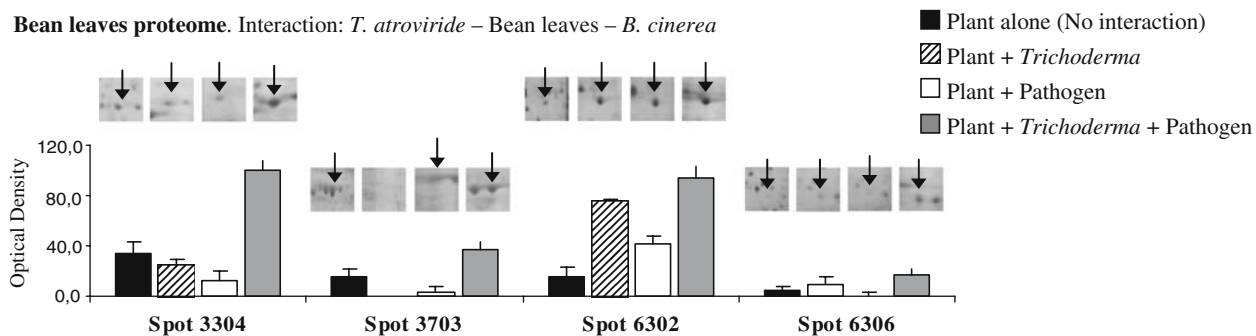 Bean leaves proteome. Interaction: T. atroviride – Bean leaves – B. cinerea
Plant alone (No interaction)
Plant + Trichoderma
Plant + Pathogen
Plant + Trichoderma + Pathogen
Optical Density
120,0
80,0
40,0
0,0
Spot 3304
Spot 3703
Spot 6302
Spot 6306